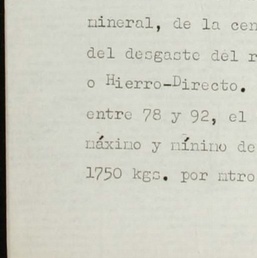 mineral, de la cen
del desgaste del r
o Hierro-Directo.
entre 78 y 92, el
máximo y mínimo de
1750 kgs. por mtro